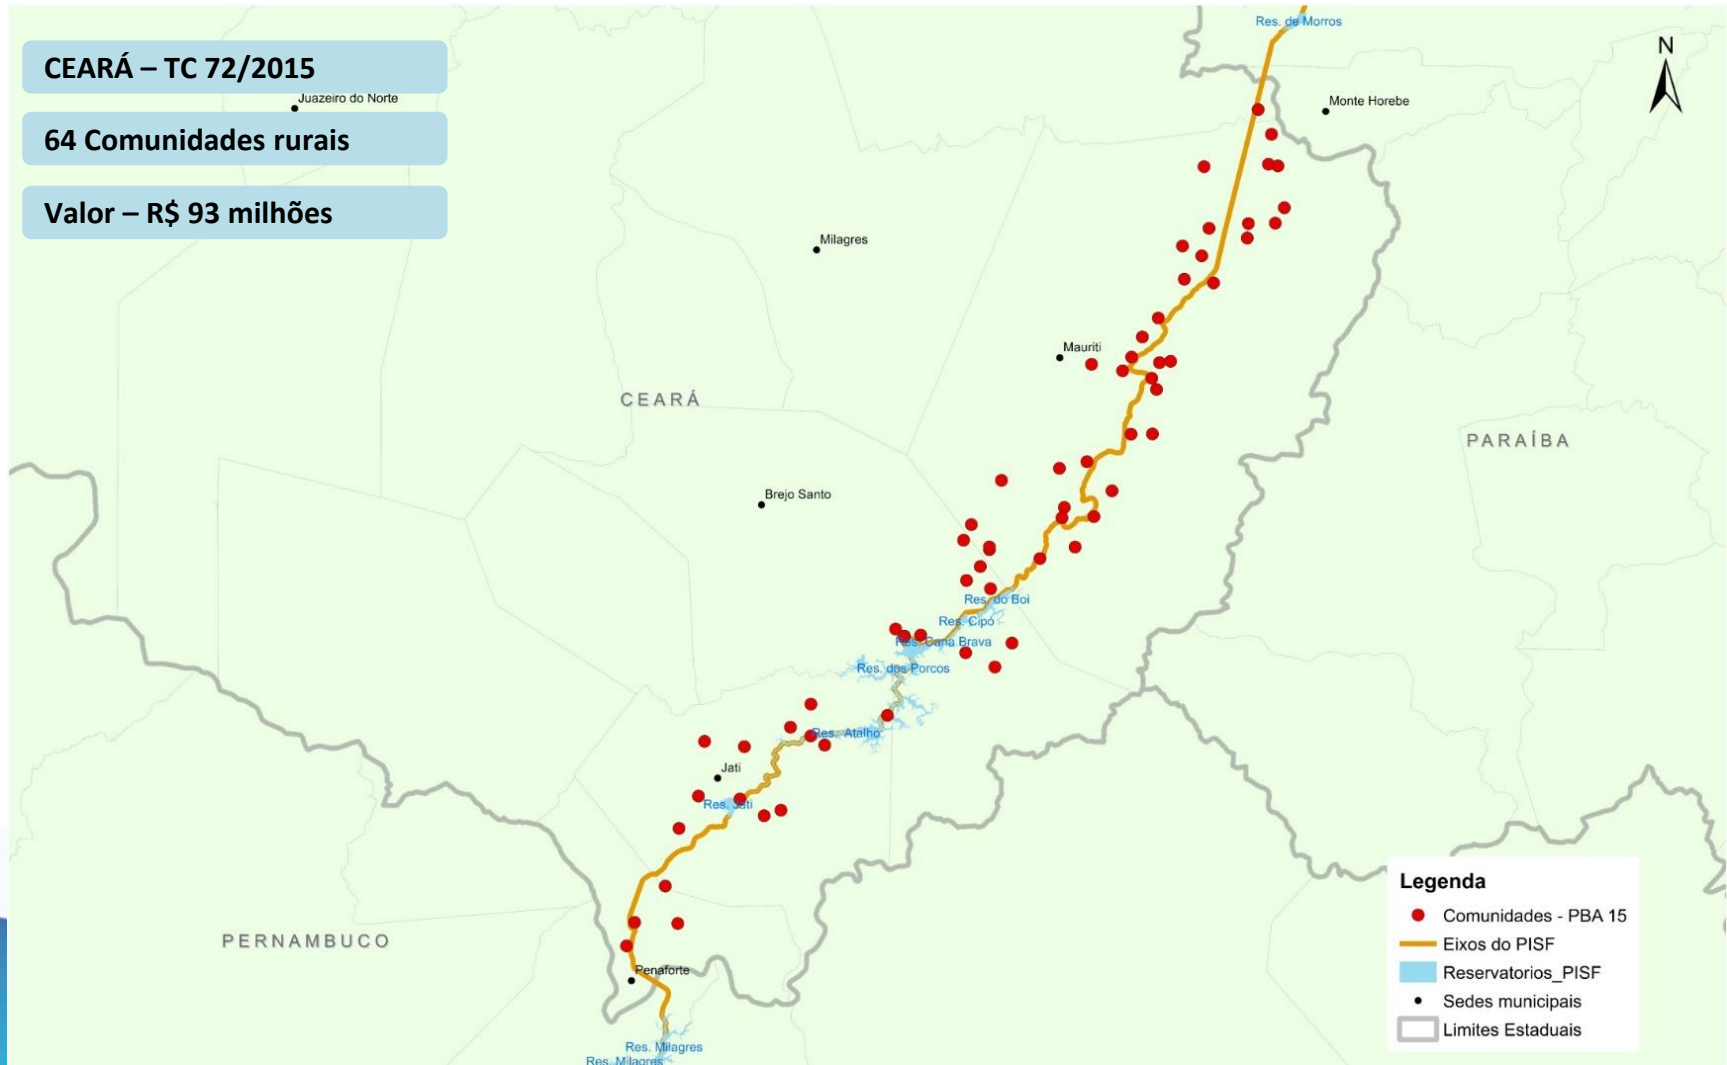 Res. de Morros
CEARÁ – TC 72/2015
N
Juazeiro do Norte
Monte Horebe
64 Comunidades rurais
Valor – R$ 93 milhões
Milagres
Mauriti
CEARÁ
PARAÍBA
Brejo Santo
Res. do Boi
Res. Cipó
Res. Cana Brava
Res. dos Porcos
Res. Atalho
Jati
Res. Jati
Legenda
Comunidades - PBA 15
Eixos do PISF
Reservatorios_PISF
Sedes municipais
Limites Estaduais
PERNAMBUCO
Penaforte
Res. Milagres
Res. Milagres